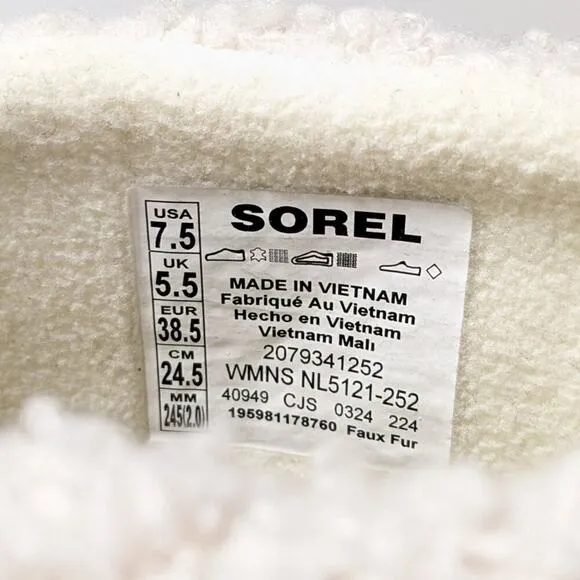 USA
7.5
UK
5.5
EUR
38.5
CM
24.5
MM
245(2.0)
SOREL
MADE IN VIETNAM
Fabriqué Au Vietnam
Hecho en Vietnam
Vietnam Malı
2079341252
WMNS NL5121-252
40949 CJS 0324 224
195981178760 Faux Fur